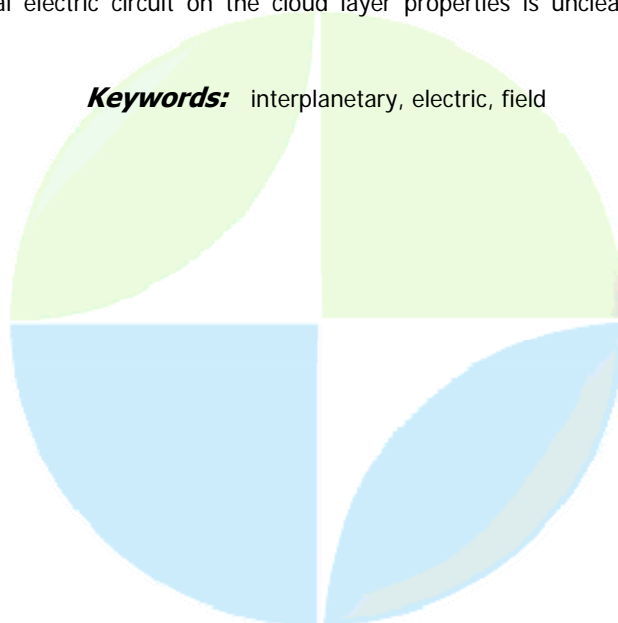 al electric circuit on the cloud layer properties is unclea
Keywords: interplanetary, electric, field